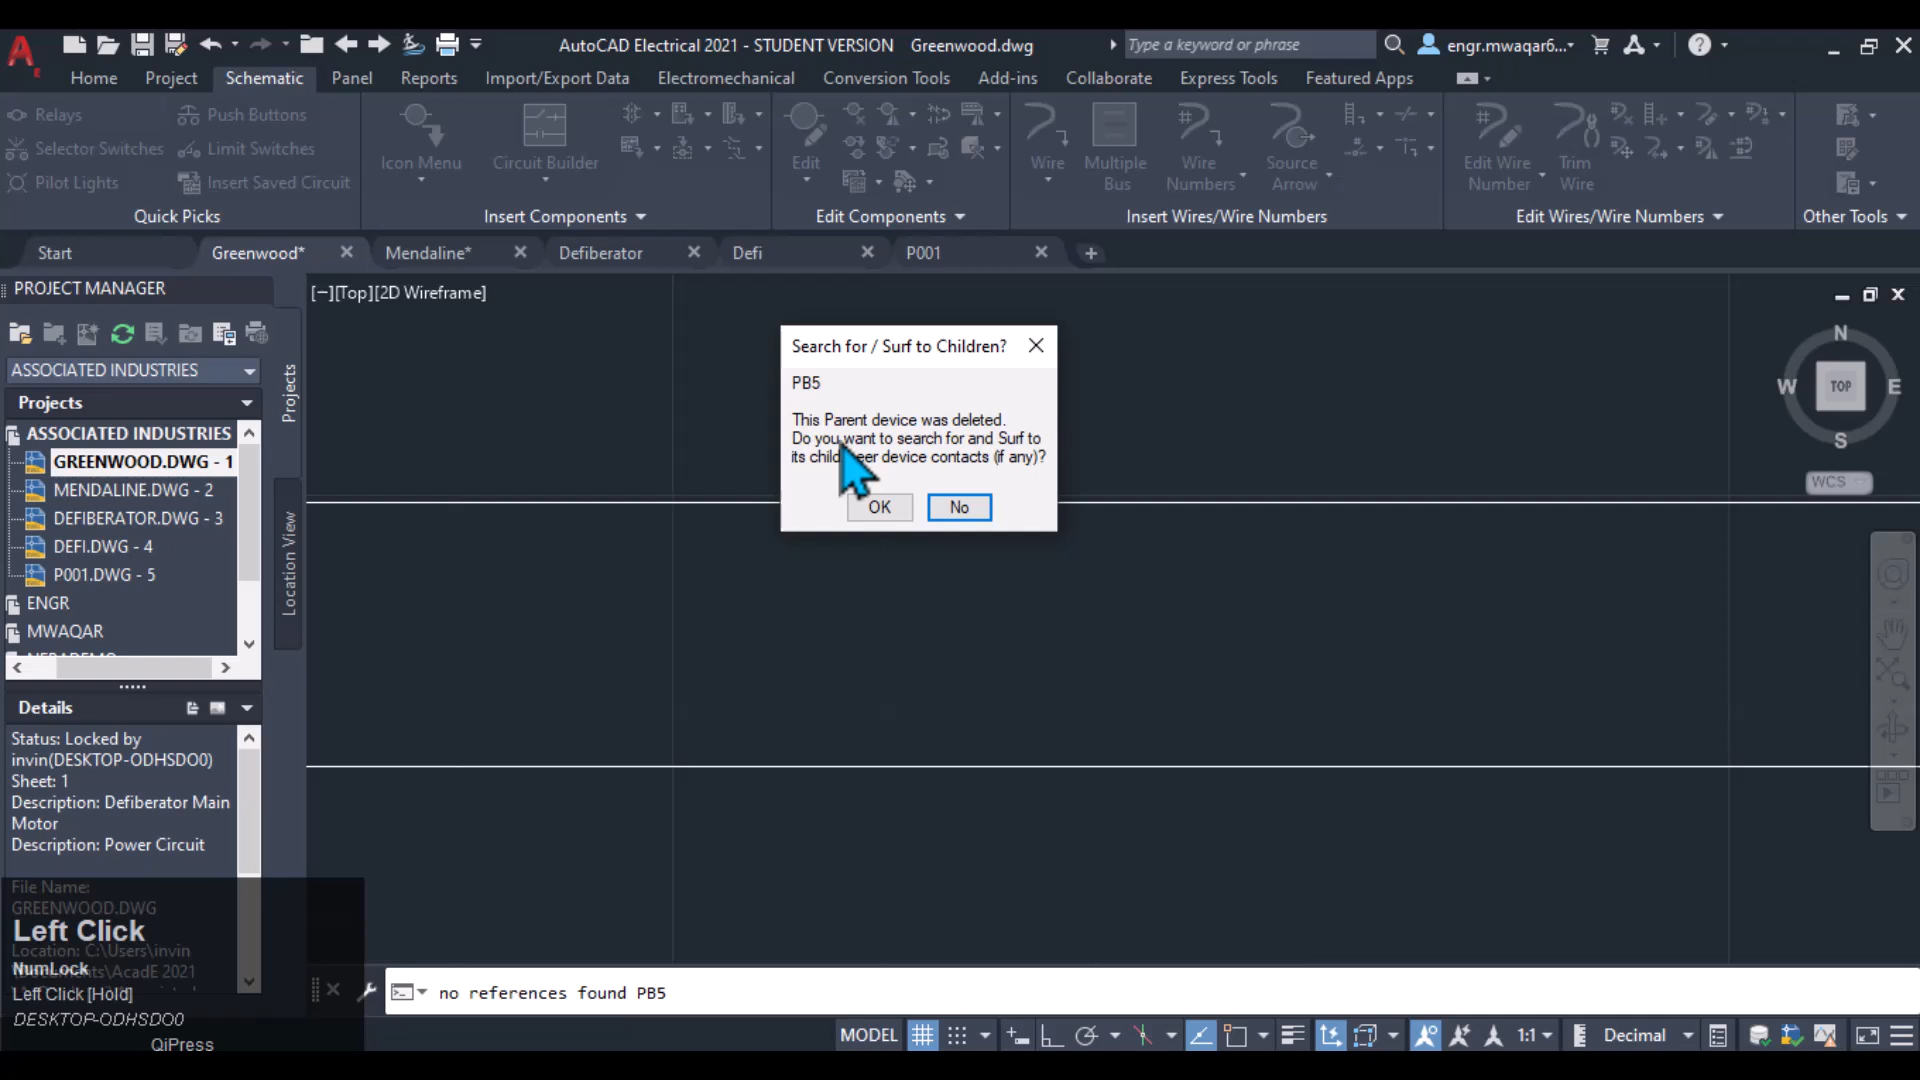 AutoCAD Electrical 2021 - STUDENT VERSION Greenwood.dwg Type a keyword or phrase engr.mwaqar6...
Home Project Schematic Panel Reports Import/Export Data Electromechanical Conversion Tools Add-ins Collaborate Express Tools Featured Apps
Relays Push Buttons
Selector Switches Limit Switches
Pilot Lights Insert Saved Circuit
Icon Menu Circuit Builder Edit Wire Multiple Bus Wire Numbers Source Arrow Edit Wire Number Trim Wire
Quick Picks Insert Components Edit Components Insert Wires/Wire Numbers Edit Wires/Wire Numbers Other Tools
Start Greenwood* Mendaline* Defiberator Defi P001
PROJECT MANAGER
[−][Top][2D Wireframe]
ASSOCIATED INDUSTRIES
Projects
ASSOCIATED INDUSTRIES
GREENWOOD.DWG - 1
MENDALINE.DWG - 2
DEFIBERATOR.DWG - 3
DEFI.DWG - 4
P001.DWG - 5
ENGR
MWAQAR
Projects
Location View
Search for / Surf to Children?
PB5
This Parent device was deleted.
Do you want to search for and Surf to
its child eer device contacts (if any)?
OK No
N
W TOP E
S
WCS
Details
Status: Locked by
invin(DESKTOP-ODHSDO0)
Sheet: 1
Description: Defiberator Main
Motor
Description: Power Circuit
File Name:
GREENWOOD.DWG
Left Click
Location: C:\Users\invin
NumLock
\Documents\AcadE 2021
Left Click [Hold]
DESKTOP-ODHSDO0
QiPress
no references found PB5
MODEL 1:1 Decimal